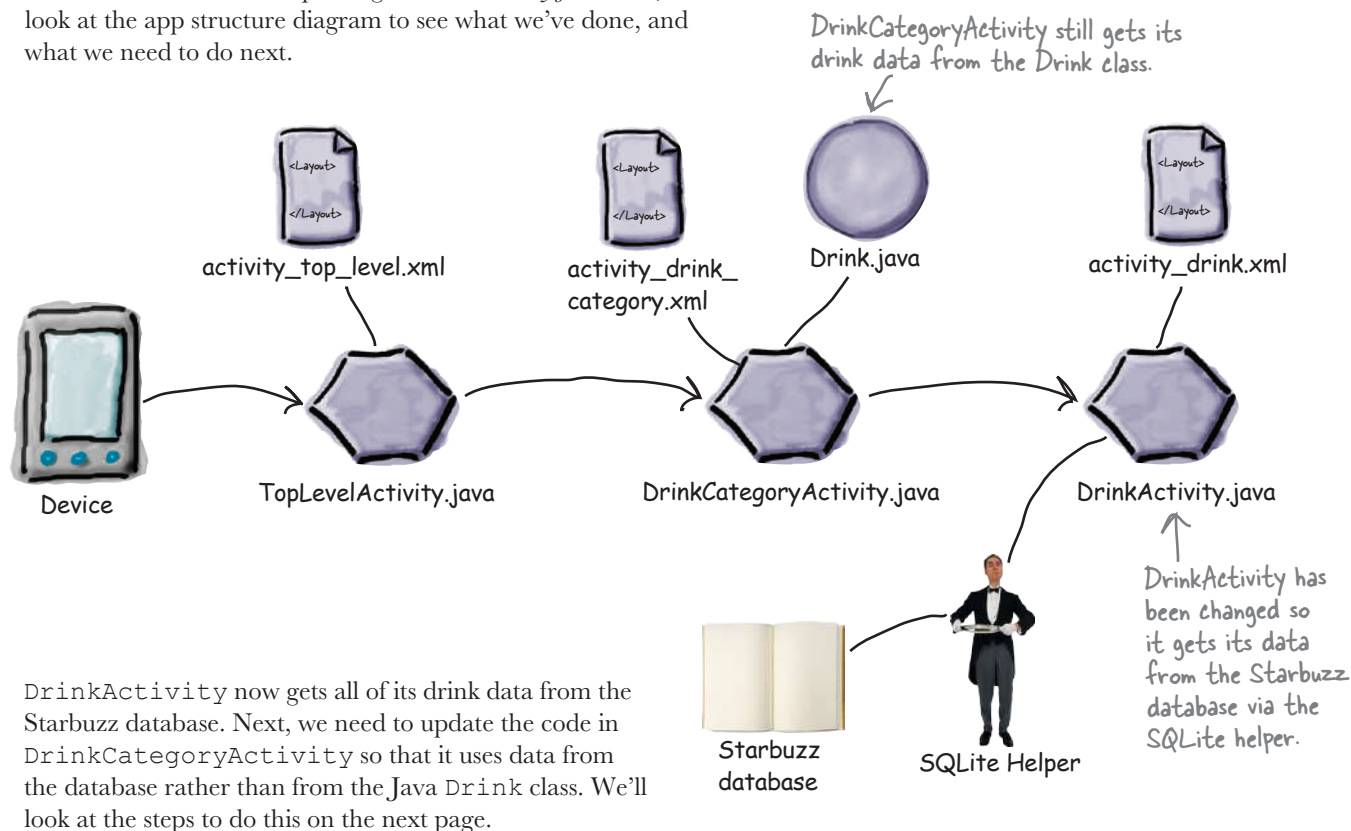 look at the app structure diagram to see what we've done, and
what we need to do next.
DrinkCategoryActivity still gets its
drink data from the Drink class.
<Layout>
</Layout>
activity_top_level.xml
<Layout>
</Layout>
activity_drink_
category.xml
Drink.java
<Layout>
</Layout>
activity_drink.xml
Device
TopLevelActivity.java
DrinkCategoryActivity.java
DrinkActivity.java
DrinkActivity has
been changed so
it gets its data
from the Starbuzz
database via the
SQLite helper.
Starbuzz
database
SQLite Helper
DrinkActivity now gets all of its drink data from the
Starbuzz database. Next, we need to update the code in
DrinkCategoryActivity so that it uses data from
the database rather than from the Java Drink class. We'll
look at the steps to do this on the next page.